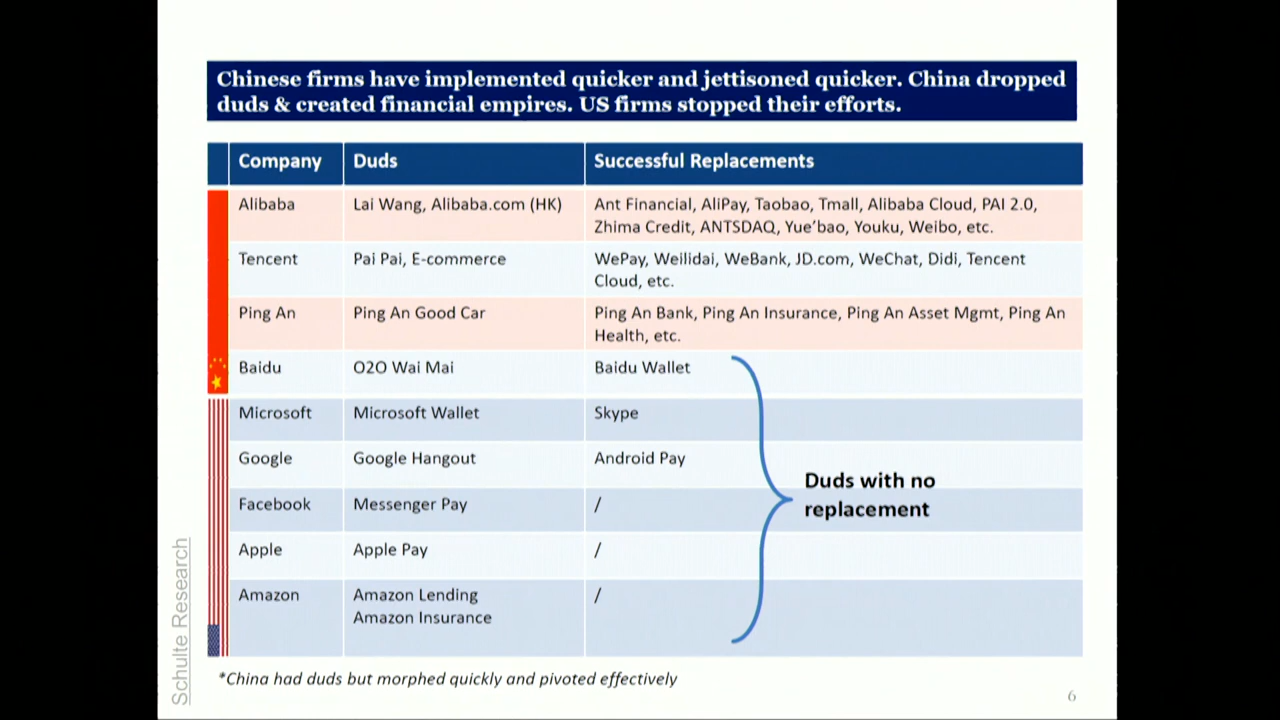 Chinese firms have implemented quicker and jettisoned quicker. China dropped
duds & created financial empires. US firms stopped their efforts.
Company Duds Successful Replacements
Alibaba Lai Wang, Alibaba.com (HK) Ant Financial, AliPay, Taobao, Tmall, Alibaba Cloud, PAI 2.0,
Zhima Credit, ANTSDAQ, Yue’bao, Youku, Weibo, etc.
Tencent Pai Pai, E-commerce WePay, Weilidai, WeBank, JD.com, WeChat, Didi, Tencent
Cloud, etc.
Ping An Ping An Good Car Ping An Bank, Ping An Insurance, Ping An Asset Mgmt, Ping An
Health, etc.
Baidu O2O Wai Mai Baidu Wallet
Microsoft Microsoft Wallet Skype
Google Google Hangout Android Pay
Facebook Messenger Pay /
Apple Apple Pay /
Amazon Amazon Lending /
Amazon Insurance
Duds with no
replacement
*China had duds but morphed quickly and pivoted effectively
6
Schulte Research